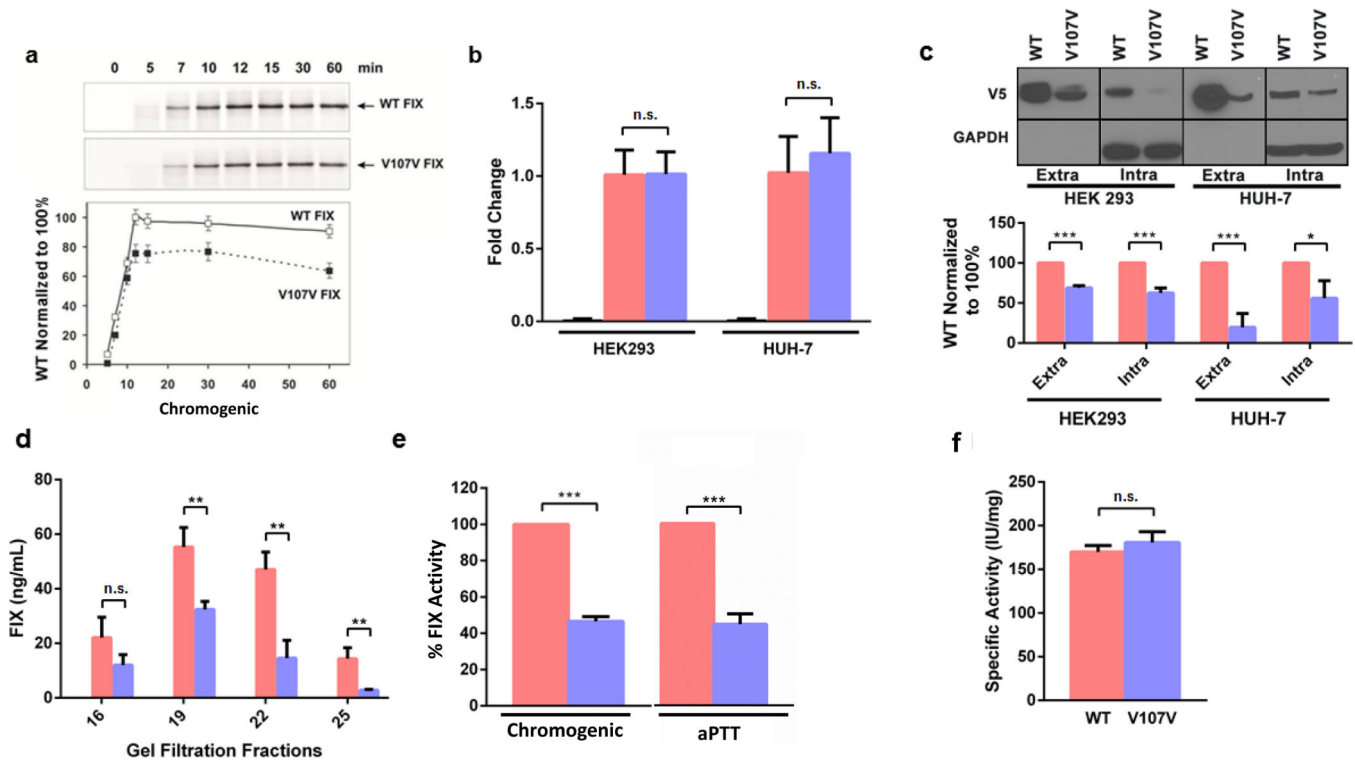 a
0 5 7 10 12 15 30 60 min
WT FIX
V107V FIX
WT Normalized to 100%
100
80
60
40
20
0
WT FIX
V107V FIX
0 10 20 30 40 50 60
Chromogenic
b
Fold Change
1.5
1.0
0.5
0.0
n.s.
n.s.
HEK293
HUH-7
c
WT V107V WT V107V WT V107V WT V107V
V5
GAPDH
Extra Intra Extra Intra
HEK 293 HUH-7
WT Normalized
to 100%
150
100
50
0
*** *** *** *
Extra Intra Extra Intra
HEK293 HUH-7
d
FIX (ng/mL)
80
60
40
20
0
n.s. ** ** **
16 19 22 25
Gel Filtration Fractions
e
% FIX Activity
120
100
80
60
40
20
0
*** ***
Chromogenic aPTT
f
Specific Activity (IU/mg)
250
200
150
100
50
0
n.s.
WT V107V